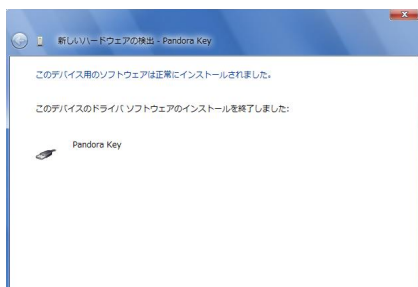 新しいハードウェアの検出 - Pandora Key
このデバイス用のソフトウェアは正常にインストールされました。
このデバイスのドライバ ソフトウェアのインストールを終了しました:
Pandora Key